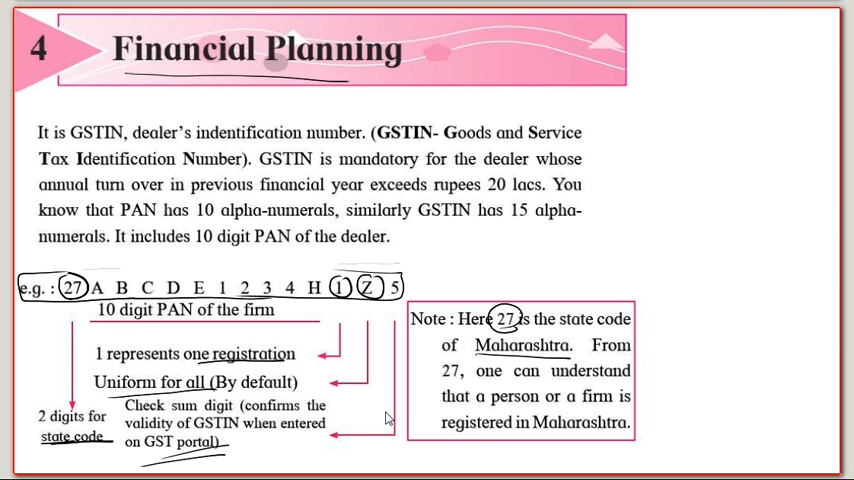 4 Financial Planning
It is GSTIN, dealer's indentification number. (GSTIN- Goods and Service
Tax Identification Number). GSTIN is mandatory for the dealer whose
annual turn over in previous financial year exceeds rupees 20 lacs. You
know that PAN has 10 alpha-numerals, similarly GSTIN has 15 alpha-
numerals. It includes 10 digit PAN of the dealer.
e.g. : 27 A B C D E 1 2 3 4 H 1 Z 5
10 digit PAN of the firm
1 represents one registration
Uniform for all (By default)
2 digits for
state code
Check sum digit (confirms the
validity of GSTIN when entered
on GST portal)
Note : Here 27 is the state code
of Maharashtra. From
27, one can understand
that a person or a firm is
registered in Maharashtra.